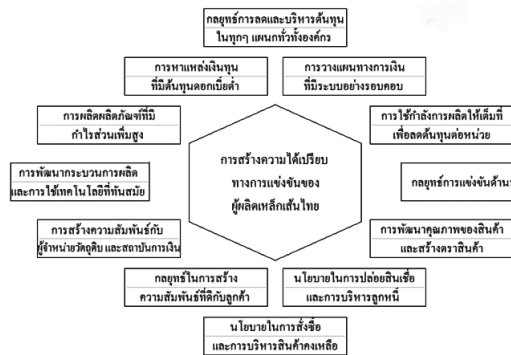 กลยุทธ์การลดและบริหารต้นทุน
ในทุกๆ แผนกทั่วทั้งองค์กร
การหาแหล่งเงินทุน
ที่มีต้นทุนดอกเบี้ยต่ำ
การวางแผนทางการเงิน
ที่มีระบบอย่างรอบคอบ
การผลิตผลิตภัณฑ์ที่มี
กำไรส่วนเพิ่มสูง
การใช้กำลังการผลิตให้เต็มที่
เพื่อลดต้นทุนต่อหน่วย
การสร้างความได้เปรียบ
ทางการแข่งขันของ
ผู้ผลิตเหล็กเส้นไทย
การพัฒนากระบวนการผลิต
และการใช้เทคโนโลยีที่ทันสมัย
กลยุทธ์การแข่งขันด้าน
การสร้างความสัมพันธ์กับ
ผู้จำหน่ายวัตถุดิบ และสถาบันการเงิน
การพัฒนาคุณภาพของสินค้า
และสร้างตราสินค้า
กลยุทธ์ในการสร้าง
ความสัมพันธ์ที่ดีกับลูกค้า
นโยบายในการปล่อยสินเชื่อ
และการบริหารลูกหนี้
นโยบายในการสั่งซื้อ
และการบริหารสินค้าคงเหลือ